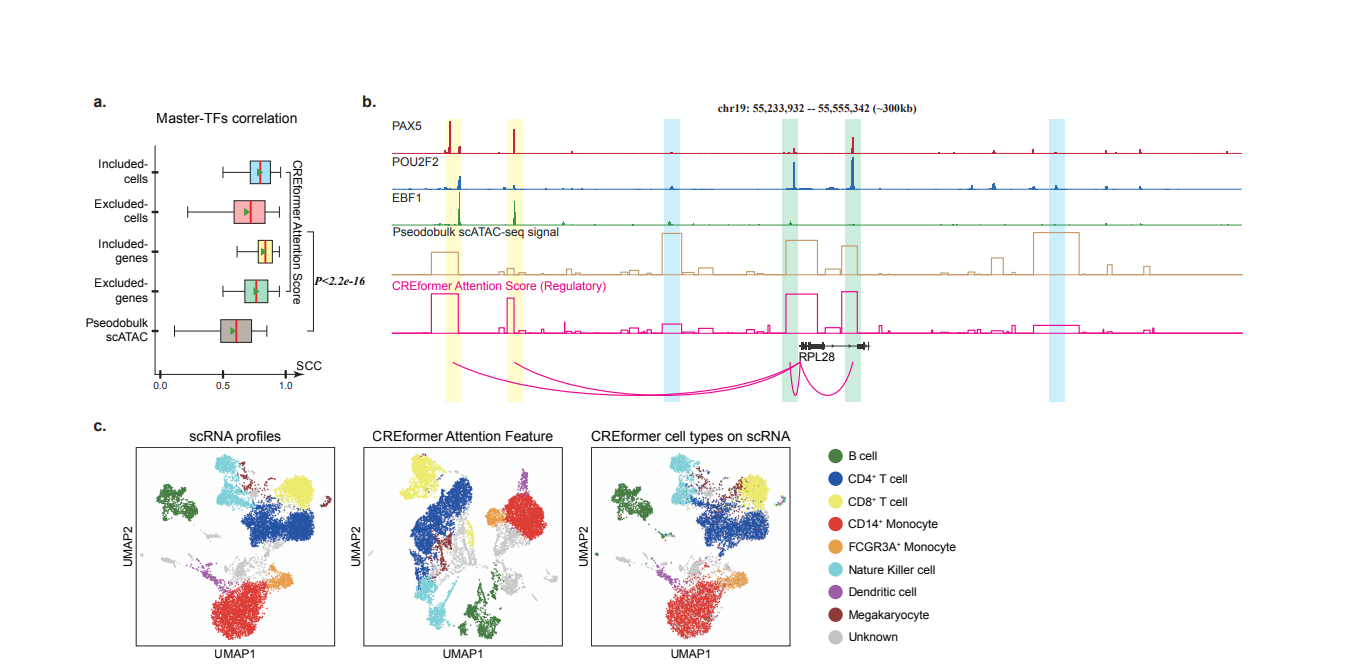 a.
Master-TFs correlation
Included-
cells
Excluded-
cells
Included-
genes
Excluded-
genes
Pseodobulk
scATAC
CREformer Attention Score
P<2.2e-16
SCC
0.0
0.5
1.0
b.
chr19: 55,233,932 -- 55,555,342 (~300kb)
PAX5
POU2F2
EBF1
Pseodobulk scATAC-seq signal
CREformer Attention Score (Regulatory)
RPL28
c.
scRNA profiles
CREformer Attention Feature
CREformer cell types on scRNA
UMAP2
UMAP1
UMAP2
UMAP1
UMAP2
UMAP1
B cell
CD4⁺ T cell
CD8⁺ T cell
CD14⁺ Monocyte
FCGR3A⁺ Monocyte
Nature Killer cell
Dendritic cell
Megakaryocyte
Unknown